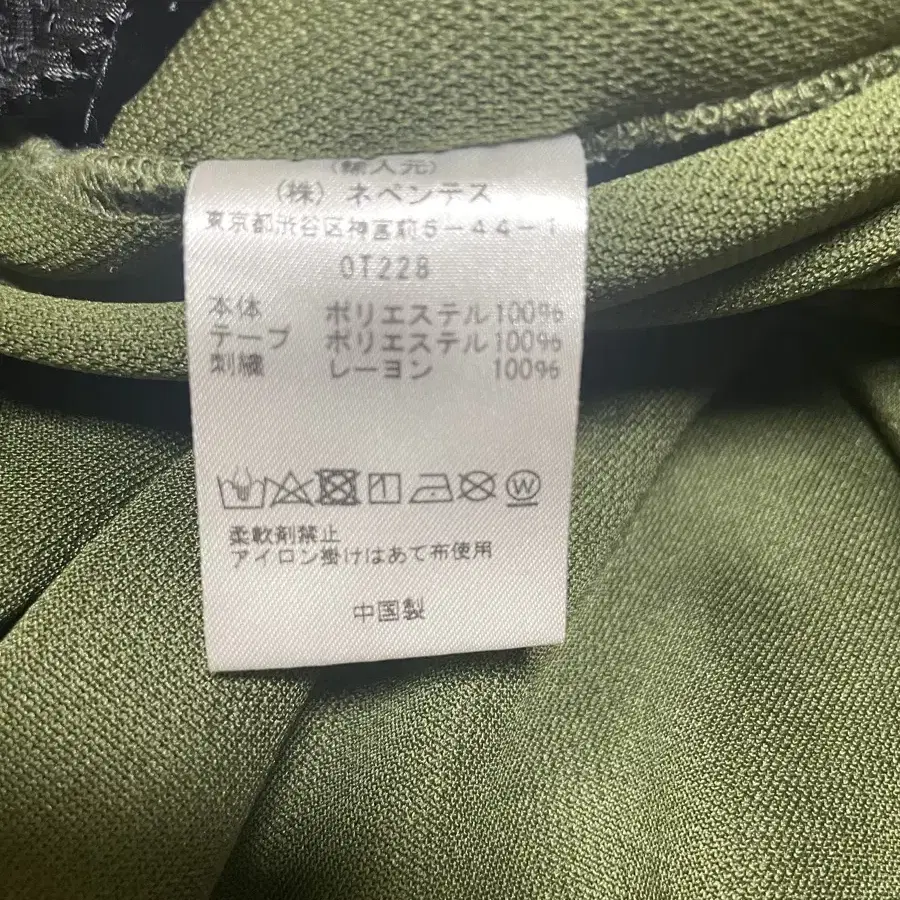 (輸入元)
(株) ネペンテス
東京都渋谷区神宮前5-44-1
OT228
本体 ポリエステル100%
テープ ポリエステル100%
刺繍 レーヨン 100%
W
柔軟剤禁止
アイロン掛けはあて布使用
中国製